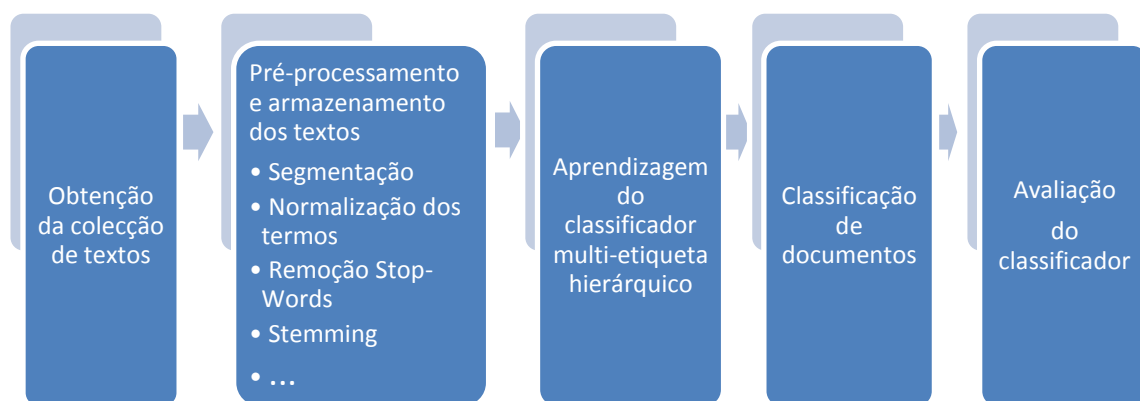 Obtenção
da colecção
de textos
Pré-processamento
e armazenamento
dos textos
• Segmentação
• Normalização dos
termos
• Remoção Stop-
Words
• Stemming
• ...
Aprendizagem
do
classificador
multi-etiqueta
hierárquico
Classificação
de
documentos
Avaliação
do
classificador